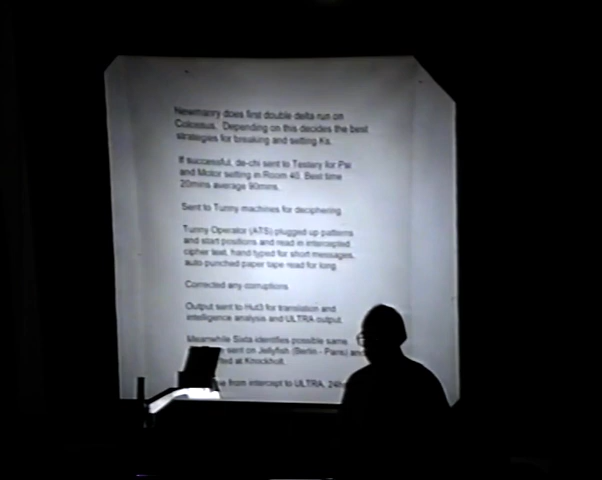 Newmanry does first double delta run on
Colossus. Depending on this decides the best
strategies for breaking and setting Ks.
If successful, de-chi sent to Testery for Psi
and Motor setting in Room 40. Best time
20mins average 90mins.
Sent to Tunny machines for deciphering
Tunny Operator (ATS) plugged up patterns
and start positions and read in intercepted
cipher text, hand typed for short messages,
auto punched paper tape read for long
Corrected any corruptions
Output sent to Hut3 for translation and
intelligence analysis and ULTRA output.
Meanwhile Sixta identifies possible same
sent on Jellyfish (Berlin - Paris) and
at Knockholt.
from intercept to ULTRA, 24h